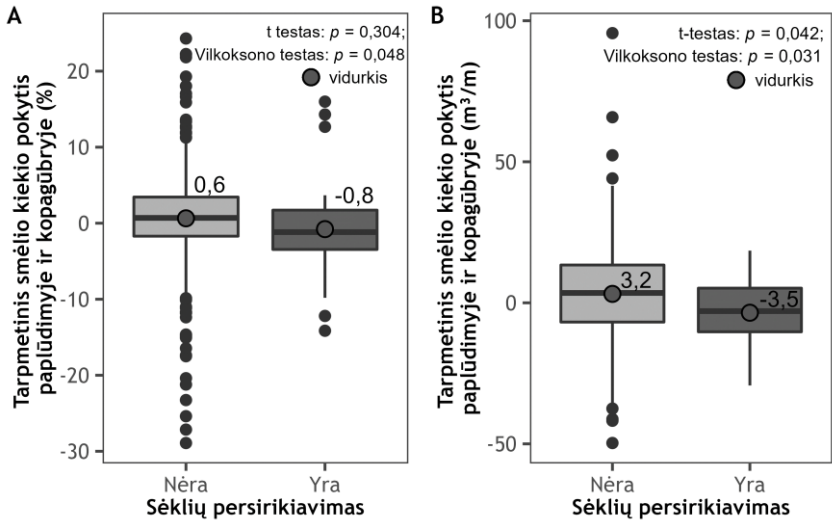 A
t testas: p = 0,304;
Vilkoksono testas: p = 0,048
vidurkis
Tarpmetinis smėlio kiekio pokytis
paplūdimyje ir kopagūbryje (%)
20
10
0
-10
-20
-30
0,6
-0,8
Nėra
Yra
Sėklių persirikiavimas
B
t-testas: p = 0,042;
Vilkoksono testas: p = 0,031
vidurkis
Tarpmetinis smėlio kiekio pokytis
paplūdimyje ir kopagūbryje (m³/m)
100
50
0
-50
3,2
-3,5
Nėra
Yra
Sėklių persirikiavimas